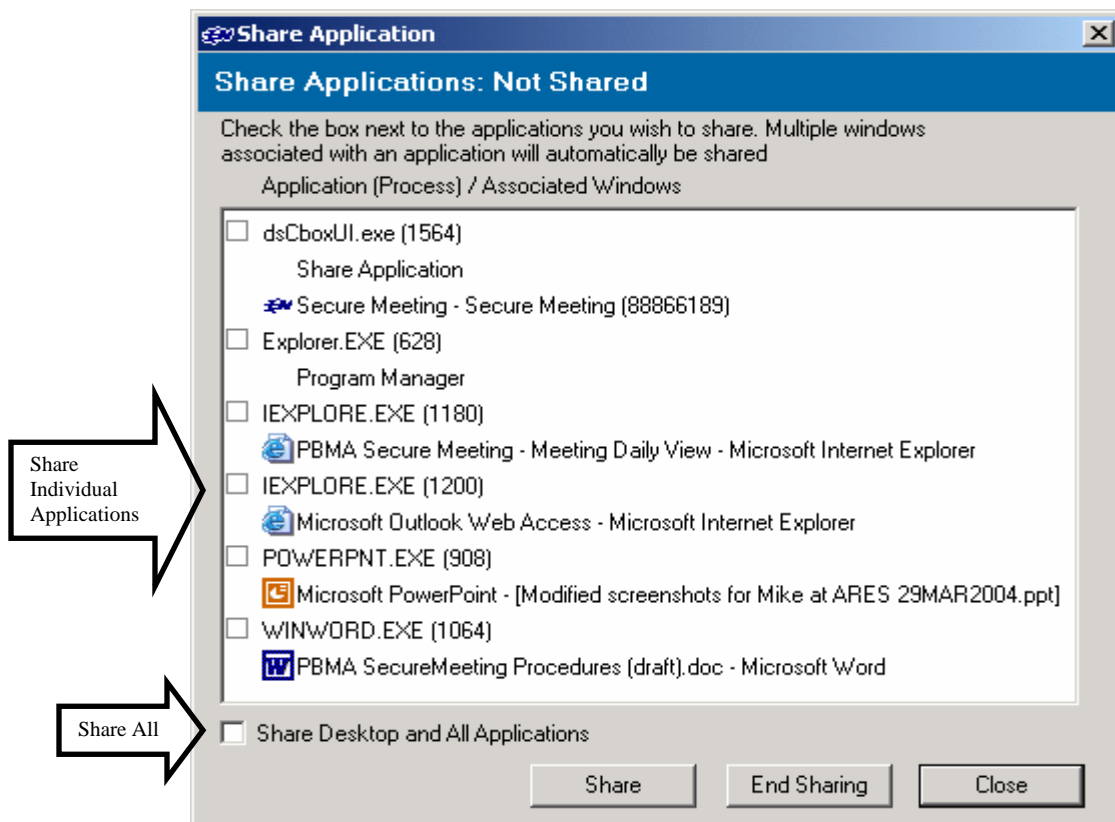 Share Application
Share Applications: Not Shared
Check the box next to the applications you wish to share. Multiple windows
associated with an application will automatically be shared
Application (Process) / Associated Windows
dsCboxUI.exe (1564)
Share Application
Secure Meeting - Secure Meeting (88866189)
Explorer.EXE (628)
Program Manager
IEXPLORE.EXE (1180)
PBMA Secure Meeting - Meeting Daily View - Microsoft Internet Explorer
IEXPLORE.EXE (1200)
Microsoft Outlook Web Access - Microsoft Internet Explorer
POWERPNT.EXE (908)
Microsoft PowerPoint - [Modified screenshots for Mike at ARES 29MAR2004.ppt]
WINWORD.EXE (1064)
PBMA SecureMeeting Procedures (draft).doc - Microsoft Word
Share
Individual
Applications
Share All
Share Desktop and All Applications
Share
End Sharing
Close